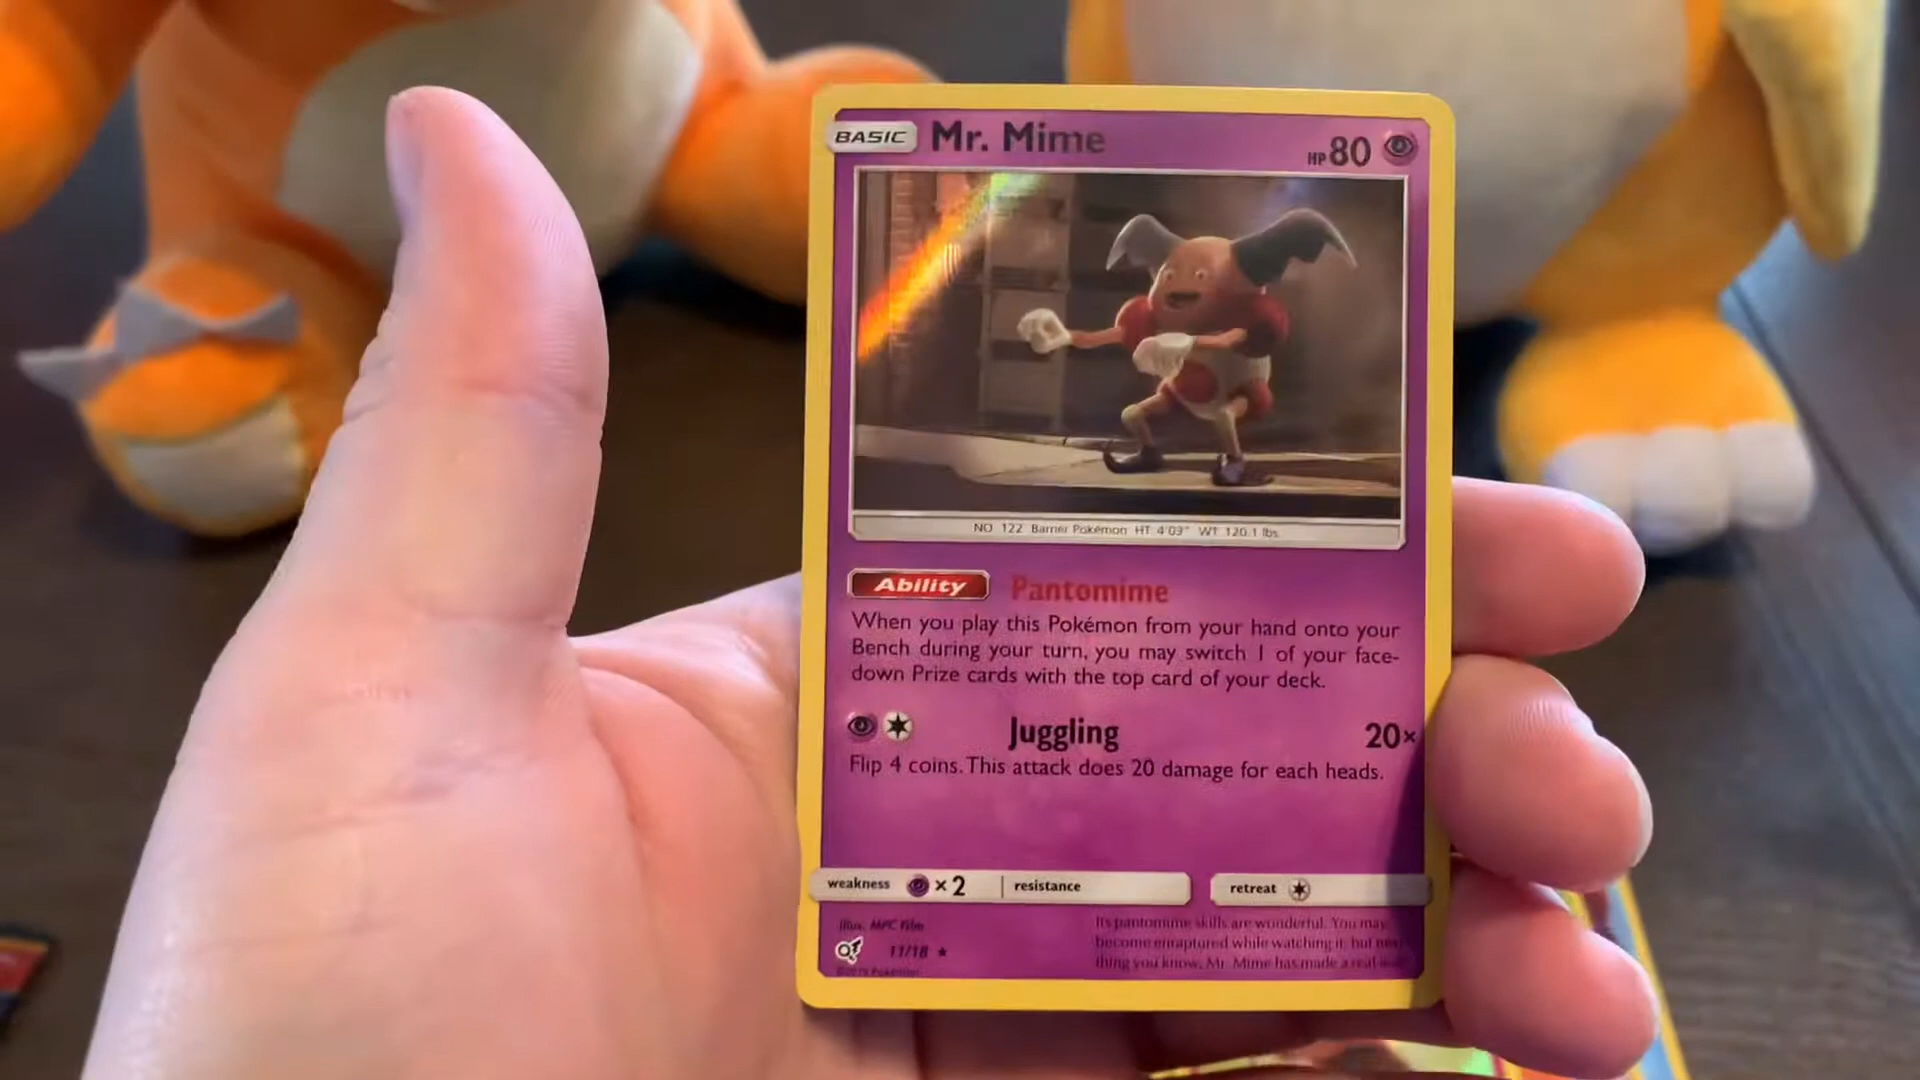 BASIC Mr. Mime HP 80
NO 122 Barrier Pokémon HT 4'03" WT 120.1 lbs.
Ability Pantomime
When you play this Pokémon from your hand onto your
Bench during your turn, you may switch 1 of your face-
down Prize cards with the top card of your deck.
Juggling 20×
Flip 4 coins. This attack does 20 damage for each heads.
weakness ×2 resistance retreat
Illus. MPC Film
11/18 ★
©2019 Pokémon
Its pantomime skills are wonderful. You may
become enraptured while watching it, but next
thing you know, Mr. Mime has made a real